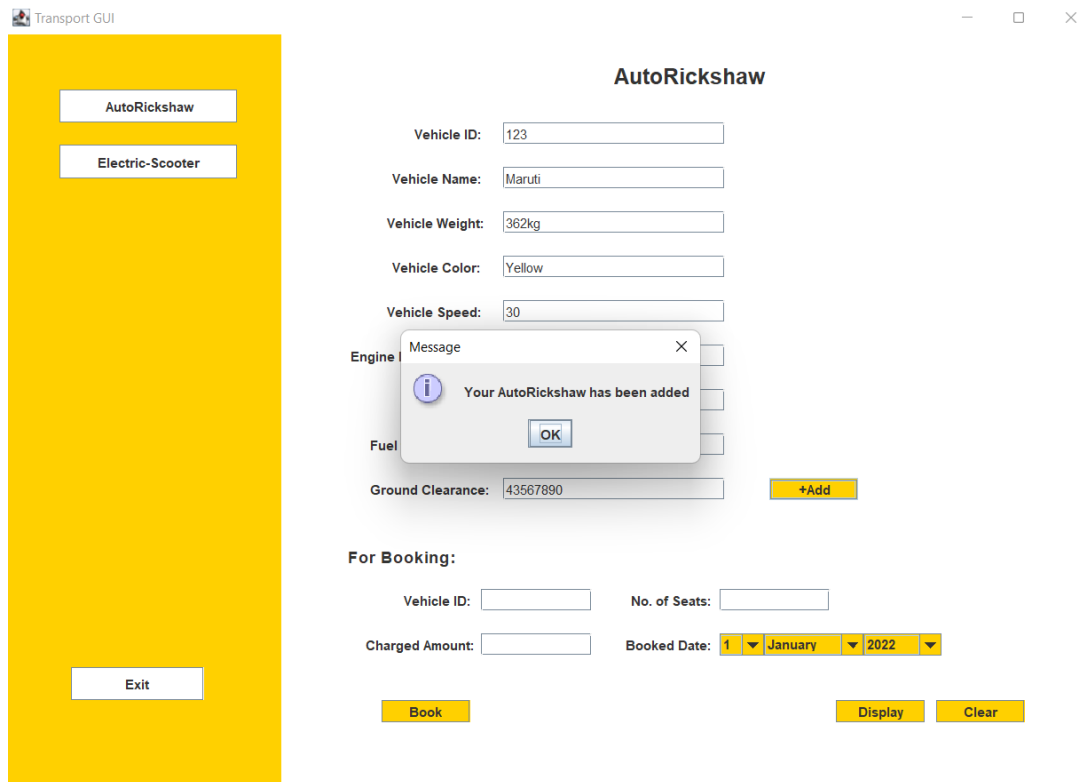 Transport GUI
AutoRickshaw
AutoRickshaw
Electric-Scooter
Vehicle ID: 123
Vehicle Name: Maruti
Vehicle Weight: 362kg
Vehicle Color: Yellow
Vehicle Speed: 30
Engine
Message
Your AutoRickshaw has been added
OK
Fuel
Ground Clearance: 43567890 +Add
For Booking:
Vehicle ID: No. of Seats:
Charged Amount: Booked Date: 1 January 2022
Exit
Book Display Clear